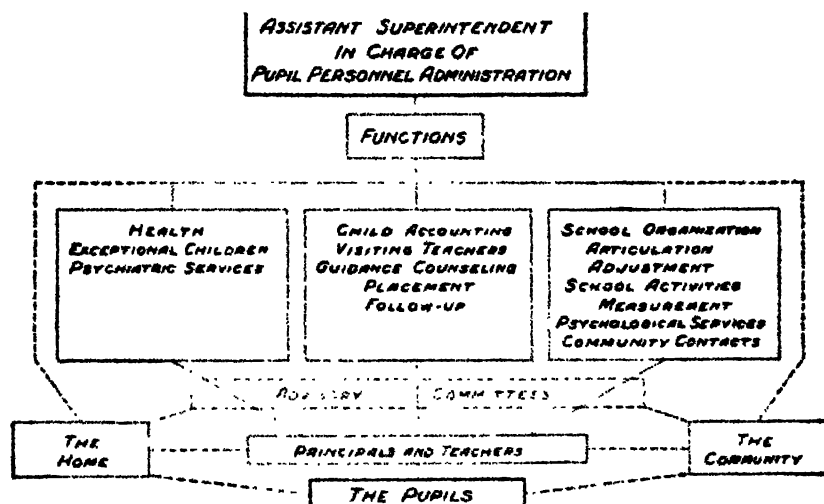 ASSISTANT SUPERINTENDENT
IN CHARGE OF
PUPIL PERSONNEL ADMINISTRATION
FUNCTIONS
HEALTH
EXCEPTIONAL CHILDREN
PSYCHIATRIC SERVICES
CHILD ACCOUNTING
VISITING TEACHERS
GUIDANCE COUNSELING
PLACEMENT
FOLLOW-UP
SCHOOL ORGANIZATION
ARTICULATION
ADJUSTMENT
SCHOOL ACTIVITIES
MEASUREMENT
PSYCHOLOGICAL SERVICES
COMMUNITY CONTACTS
ADVISORY COMMITTEES
THE
HOME
PRINCIPALS AND TEACHERS
THE
COMMUNITY
THE PUPILS